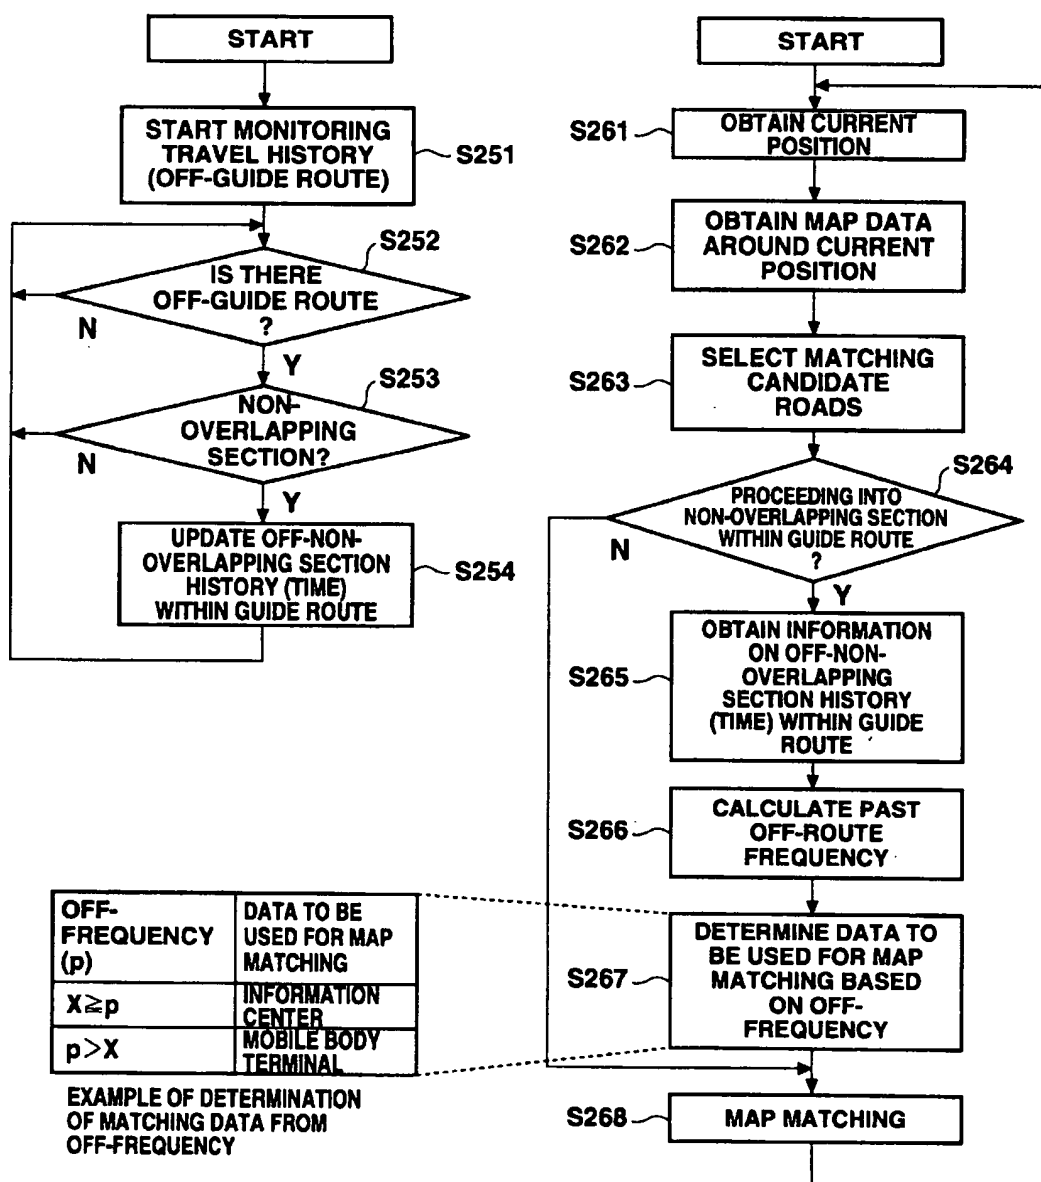 START
START MONITORING
TRAVEL HISTORY
(OFF-GUIDE ROUTE)
S251
S252
IS THERE
OFF-GUIDE ROUTE
?
N
Y
S253
NON-
OVERLAPPING
SECTION?
N
Y
UPDATE OFF-NON-
OVERLAPPING SECTION
HISTORY (TIME)
WITHIN GUIDE ROUTE
S254
START
S261
OBTAIN CURRENT
POSITION
S262
OBTAIN MAP DATA
AROUND CURRENT
POSITION
S263
SELECT MATCHING
CANDIDATE
ROADS
S264
PROCEEDING INTO
NON-OVERLAPPING SECTION
WITHIN GUIDE ROUTE
?
N
Y
S265
OBTAIN INFORMATION
ON OFF-NON-
OVERLAPPING
SECTION HISTORY
(TIME) WITHIN GUIDE
ROUTE
S266
CALCULATE PAST
OFF-ROUTE
FREQUENCY
S267
DETERMINE DATA TO
BE USED FOR MAP
MATCHING BASED
ON OFF-
FREQUENCY
S268
MAP MATCHING
OFF-
FREQUENCY
(p)
DATA TO BE
USED FOR MAP
MATCHING
X≧p
INFORMATION
CENTER
p>X
MOBILE BODY
TERMINAL
EXAMPLE OF DETERMINATION
OF MATCHING DATA FROM
OFF-FREQUENCY